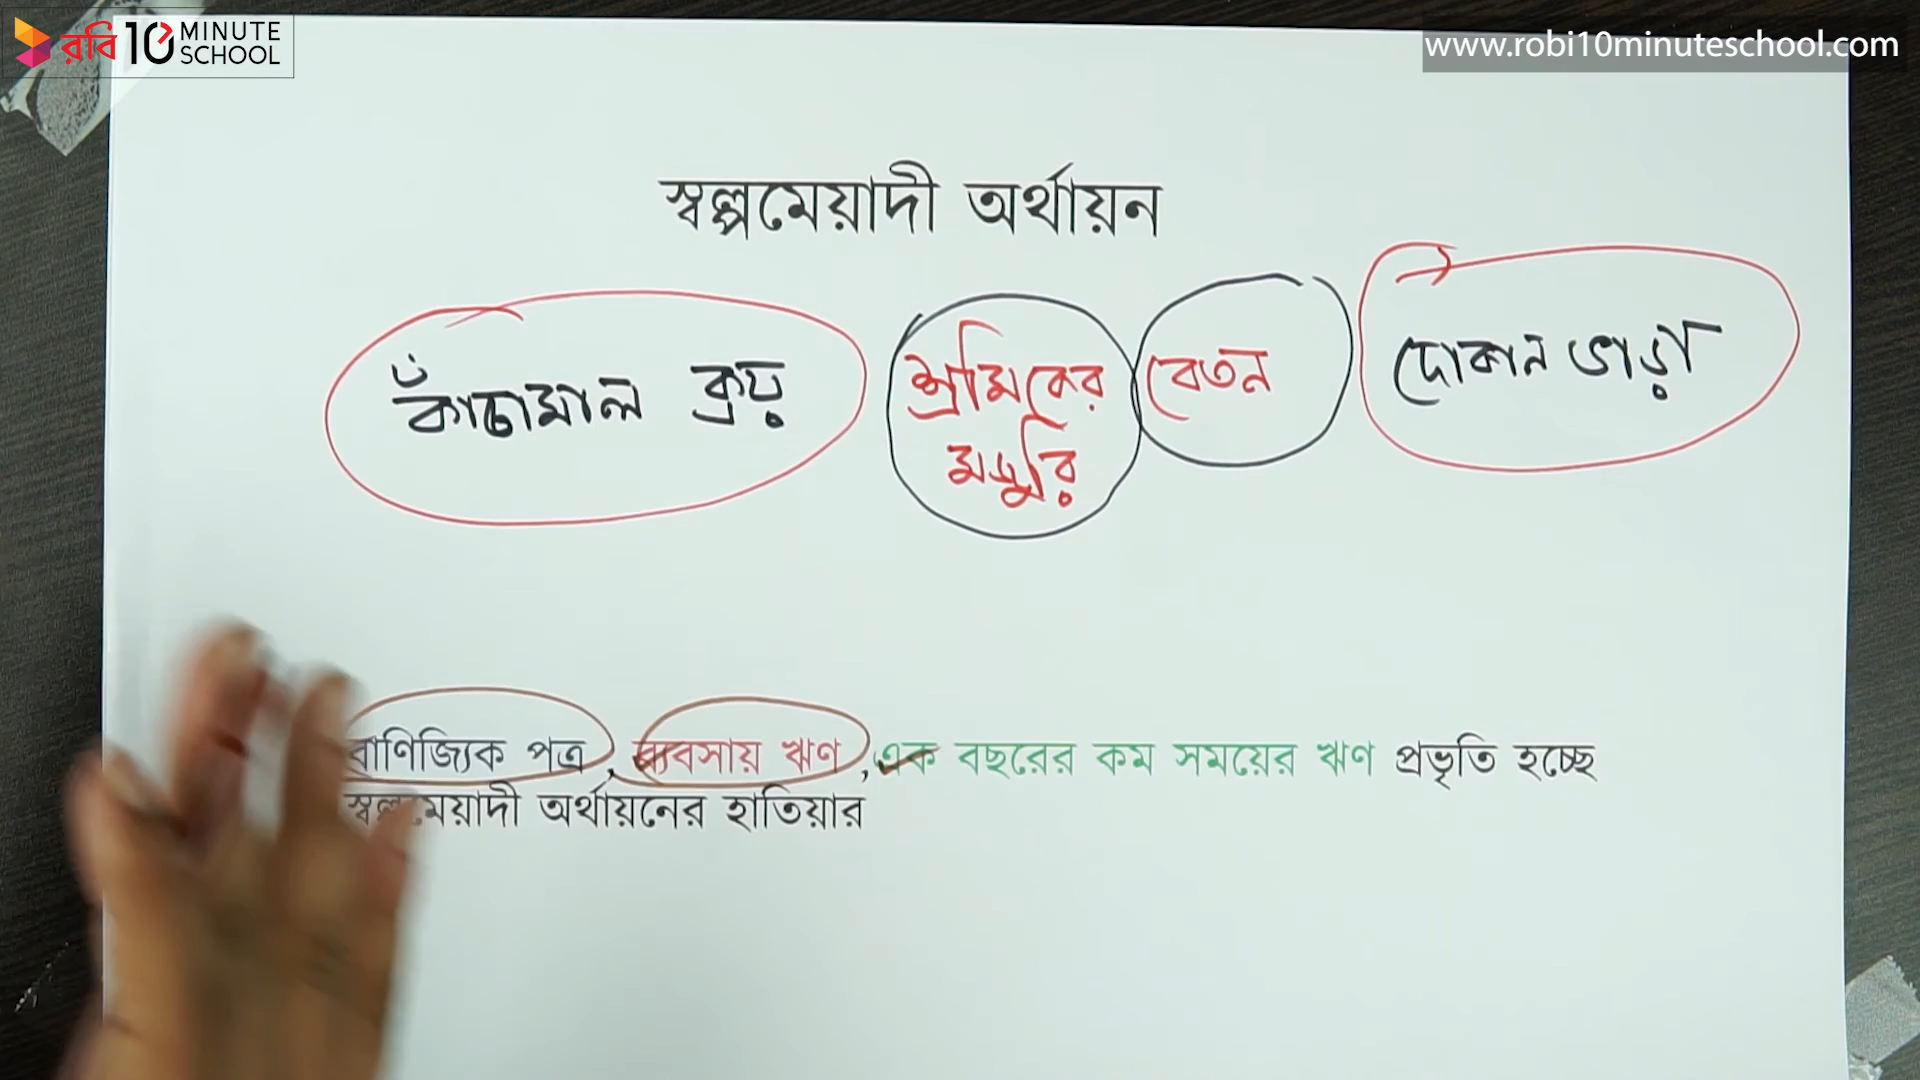 রবি 10 MINUTE SCHOOL
www.robi10minuteschool.com
স্বল্পমেয়াদী অর্থায়ন
কাঁচামাল ক্রয় শ্রমিকের বেতন দোকান ভাড়া
মজুরি
বাণিজ্যিক পত্র , ব্যবসায় ঋণ ,এক বছরের কম সময়ের ঋণ প্রভৃতি হচ্ছে
স্বল্পমেয়াদী অর্থায়নের হাতিয়ার